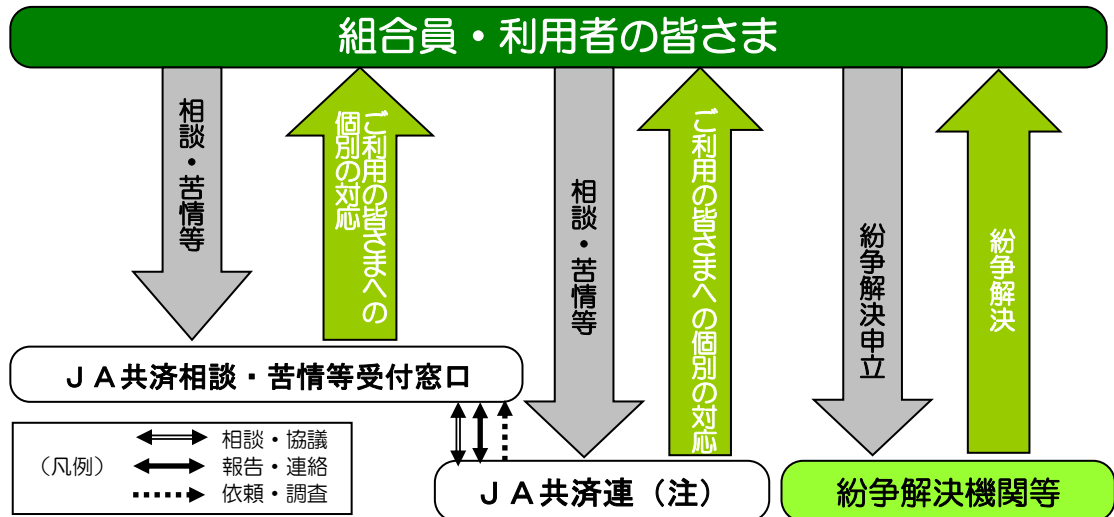 組合員・利用者の皆さま
相談・苦情等
ご利用の皆さまへの
個別の対応
相談・苦情等
ご利用の皆さまへの個別の対応
紛争解決申立
紛争解決
ＪＡ共済相談・苦情等受付窓口
（凡例）
相談・協議
報告・連絡
依頼・調査
ＪＡ共済連（注）
紛争解決機関等